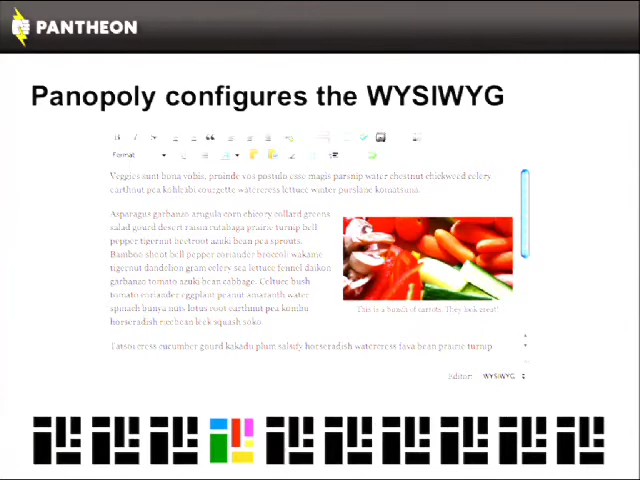 PANTHEON
Panopoly configures the WYSIWYG
B I
Format
Veggies sunt bona vobis, proinde vos postulo esse magis parsnip water chestnut chickweed celery
earthnut pea kohlrabi courgette watercress lettuce winter purslane komatsuna.
Asparagus garbanzo arugula corn chicory collard greens
salad gourd desert raisin rutabaga prairie turnip bell
pepper tigernut beetroot azuki bean pea sprouts.
Bamboo shoot bell pepper coriander broccoli wakame
tigernut dandelion gram celery sea lettuce fennel daikon
garbanzo tomato azuki bean cabbage. Celtuce bush
tomato coriander eggplant peanut amaranth water
spinach bunya nuts lotus root earthnut pea kombu
horseradish ricebean leek squash soko
This is a bunch of carrots. They look great!
Tatsoi cress cucumber gourd kakadu plum salsify horseradish watercress fava bean prairie turnip
Editor: WYSIWYG